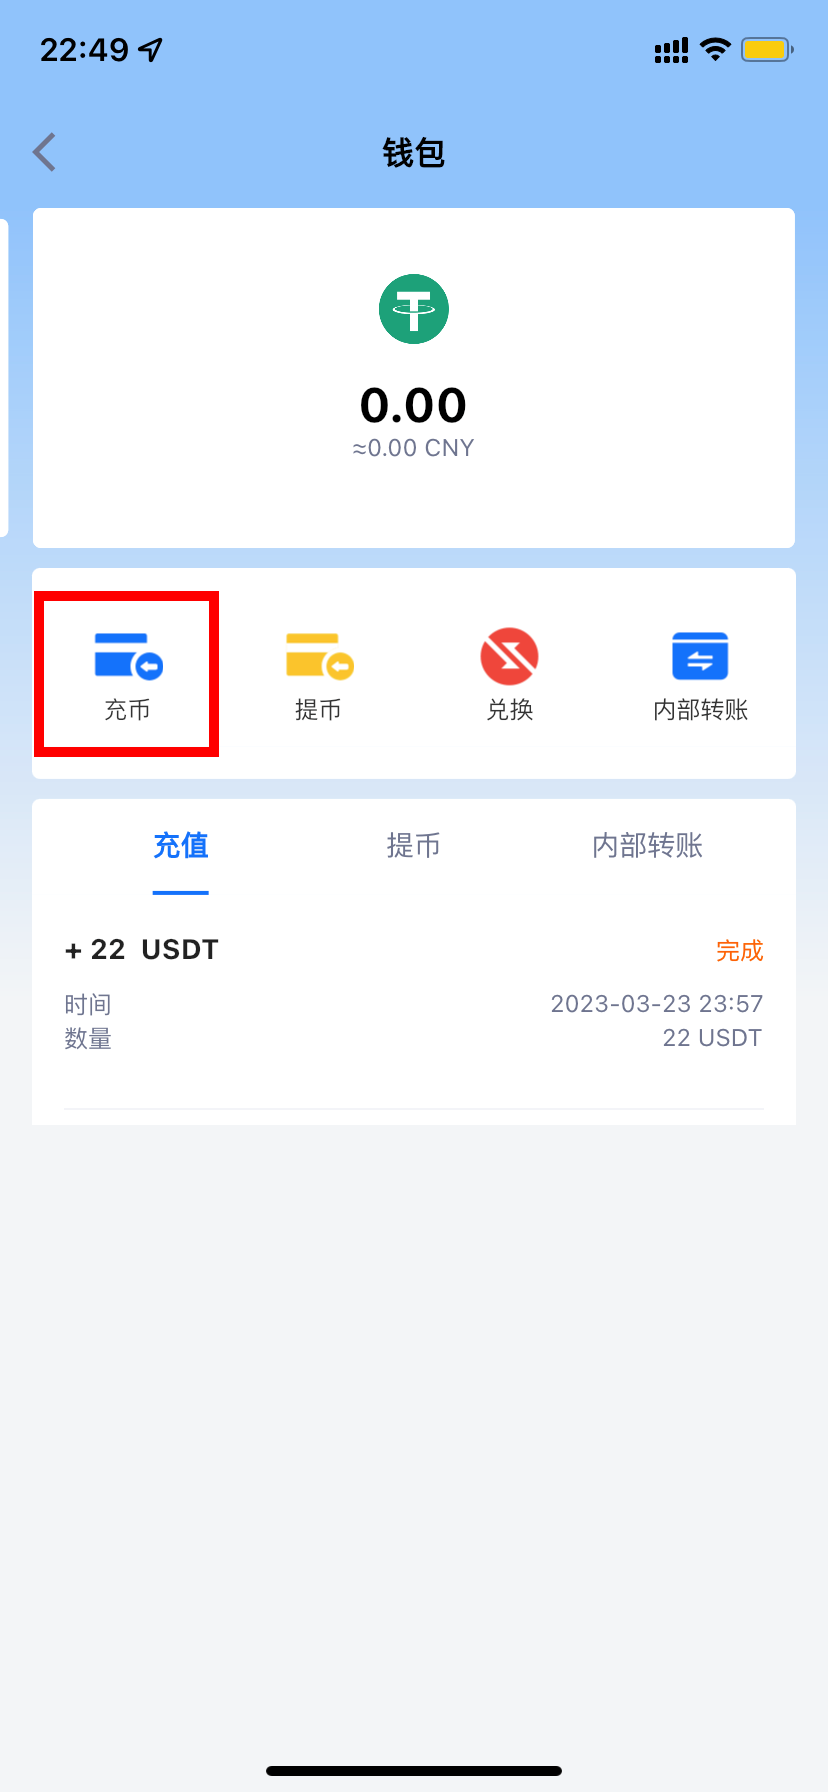 22:49
钱包
0.00
≈0.00 CNY
充币 提币 兑换 内部转账
充值 提币 内部转账
+ 22 USDT 完成
时间 2023-03-23 23:57
数量 22 USDT